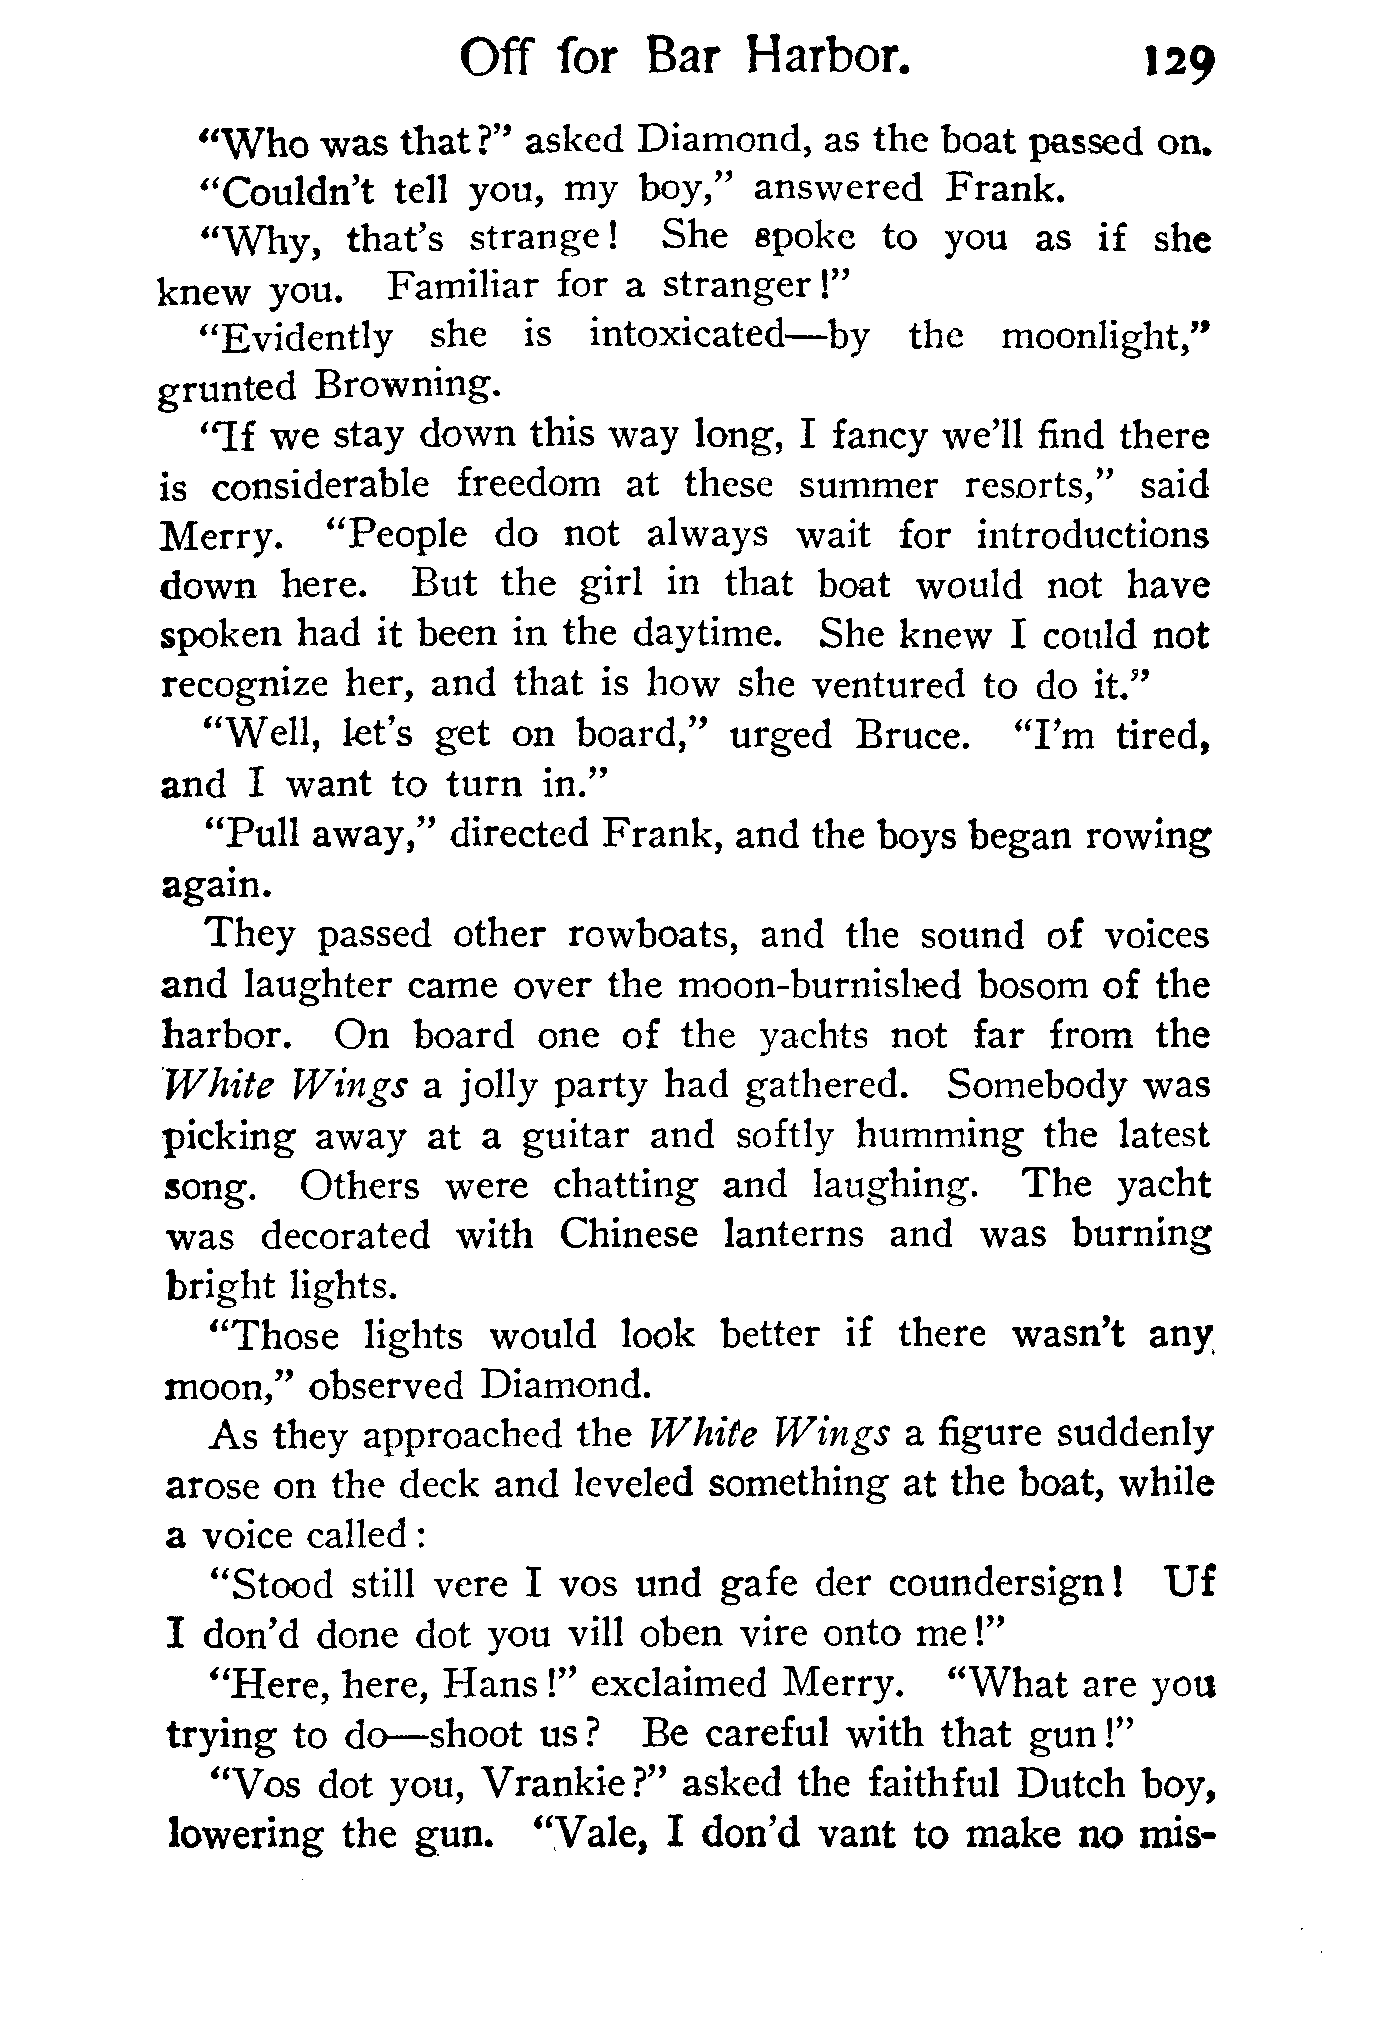 Off for Bar Harbor. 129
“Who was that?” asked Diamond, as the boat passed on.
“Couldn’t tell you, my boy,” answered Frank.
“Why, that’s strange! She spoke to you as if she
knew you. Familiar for a stranger!”
“Evidently she is intoxicated—by the moonlight,”
grunted Browning.
“If we stay down this way long, I fancy we’ll find there
is considerable freedom at these summer resorts,” said
Merry. “People do not always wait for introductions
down here. But the girl in that boat would not have
spoken had it been in the daytime. She knew I could not
recognize her, and that is how she ventured to do it.”
“Well, let’s get on board,” urged Bruce. “I’m tired,
and I want to turn in.”
“Pull away,” directed Frank, and the boys began rowing
again.
They passed other rowboats, and the sound of voices
and laughter came over the moon-burnished bosom of the
harbor. On board one of the yachts not far from the
White Wings a jolly party had gathered. Somebody was
picking away at a guitar and softly humming the latest
song. Others were chatting and laughing. The yacht
was decorated with Chinese lanterns and was burning
bright lights.
“Those lights would look better if there wasn’t any
moon,” observed Diamond.
As they approached the White Wings a figure suddenly
arose on the deck and leveled something at the boat, while
a voice called:
“Stood still vere I vos und gafe der coundersign! Uf
I don’d done dot you vill oben vire onto me!”
“Here, here, Hans!” exclaimed Merry. “What are you
trying to do—shoot us? Be careful with that gun!”
“Vos dot you, Vrankie?” asked the faithful Dutch boy,
lowering the gun. “Vale, I don’d vant to make no mis-